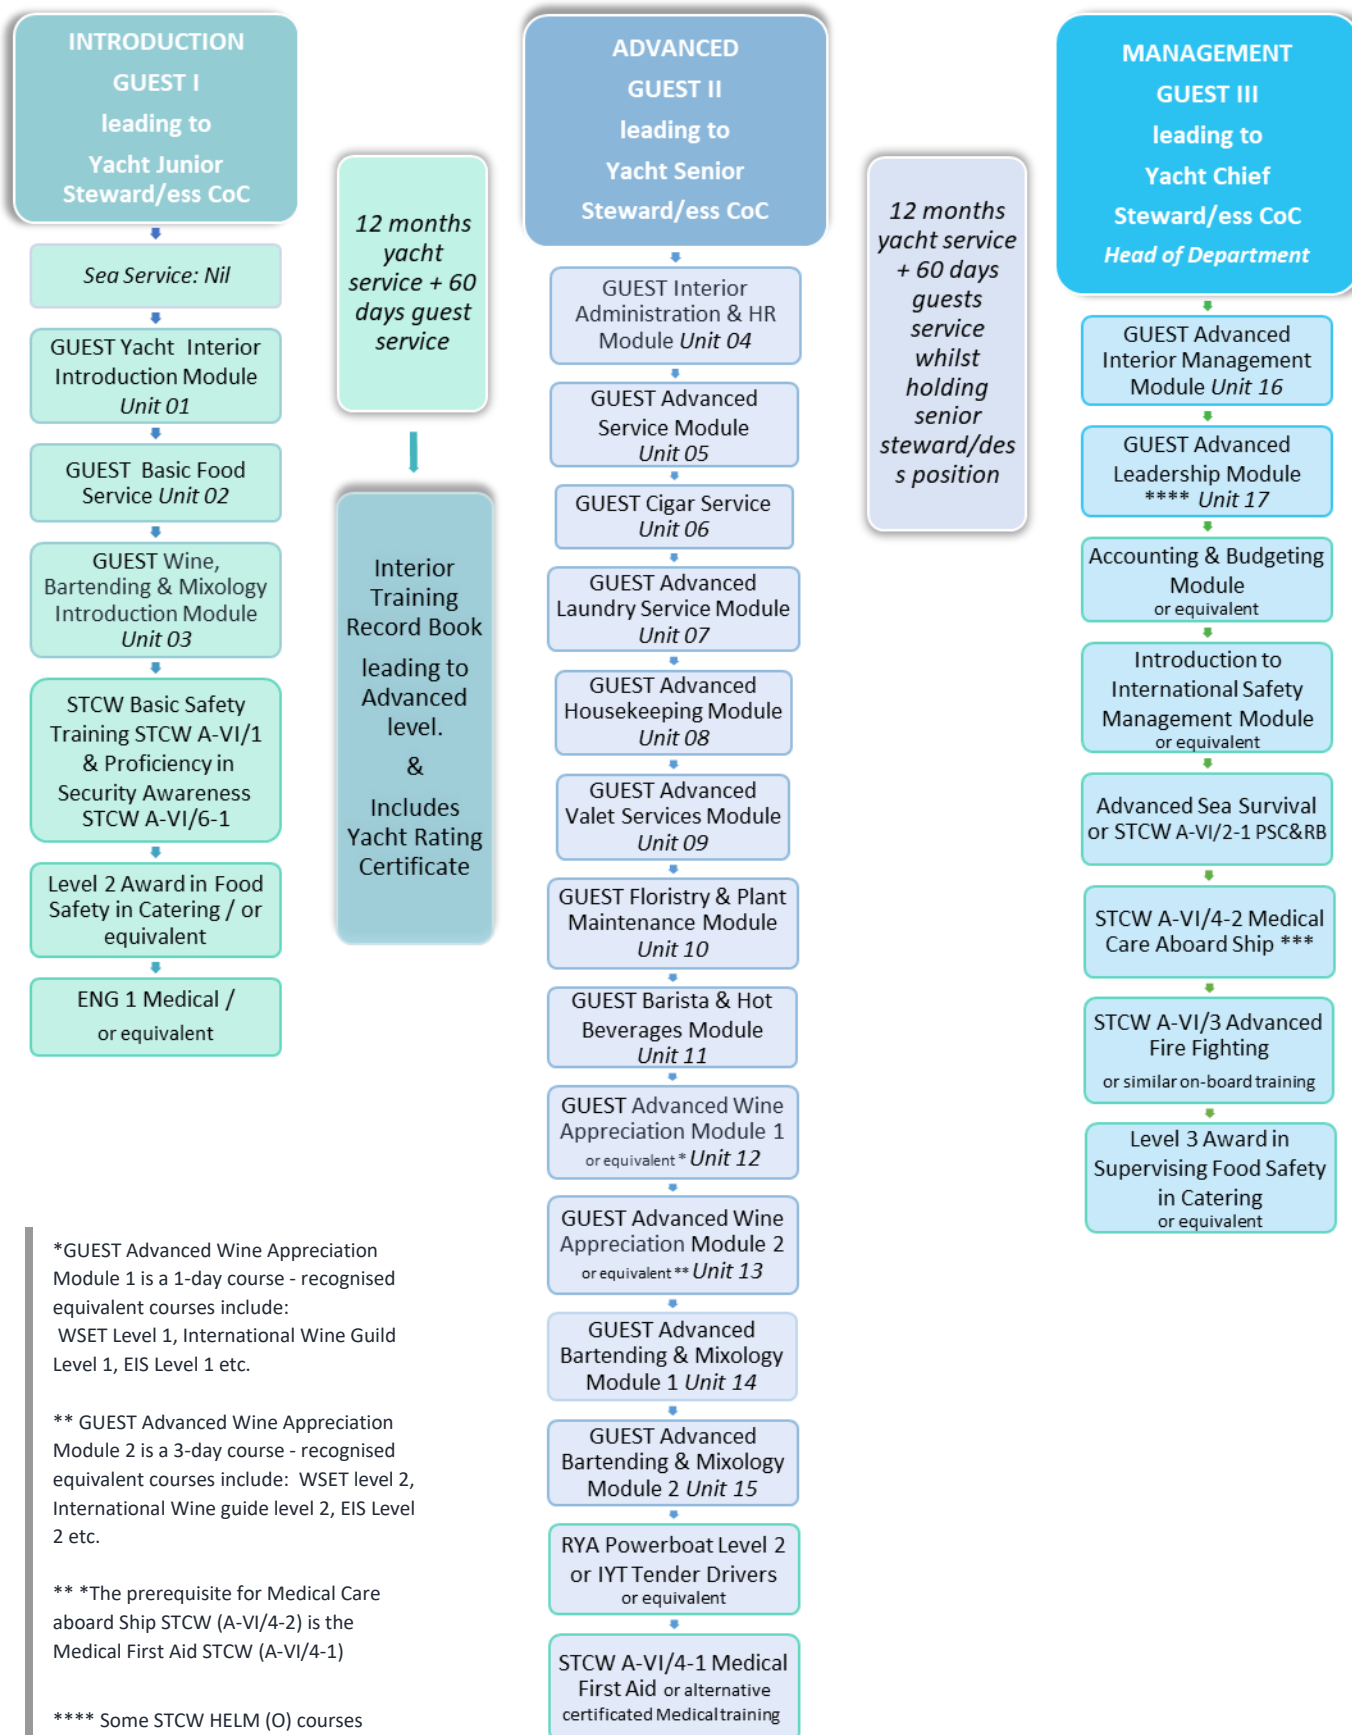 INTRODUCTION
GUEST I
leading to
Yacht Junior
Steward/ess CoC
Sea Service: Nil
GUEST Yacht Interior
Introduction Module
Unit 01
GUEST Basic Food
Service Unit 02
GUEST Wine,
Bartending & Mixology
Introduction Module
Unit 03
STCW Basic Safety
Training STCW A-VI/1
& Proficiency in
Security Awareness
STCW A-VI/6-1
Level 2 Award in Food
Safety in Catering / or
equivalent
ENG 1 Medical /
or equivalent
12 months
yacht
service + 60
days guest
service
Interior
Training
Record Book
leading to
Advanced
level.
&
Includes
Yacht Rating
Certificate
ADVANCED
GUEST II
leading to
Yacht Senior
Steward/ess CoC
GUEST Interior
Administration & HR
Module Unit 04
GUEST Advanced
Service Module
Unit 05
GUEST Cigar Service
Unit 06
GUEST Advanced
Laundry Service Module
Unit 07
GUEST Advanced
Housekeeping Module
Unit 08
GUEST Advanced
Valet Services Module
Unit 09
GUEST Floristry & Plant
Maintenance Module
Unit 10
GUEST Barista & Hot
Beverages Module
Unit 11
GUEST Advanced Wine
Appreciation Module 1
or equivalent * Unit 12
GUEST Advanced Wine
Appreciation Module 2
or equivalent ** Unit 13
GUEST Advanced
Bartending & Mixology
Module 1 Unit 14
GUEST Advanced
Bartending & Mixology
Module 2 Unit 15
RYA Powerboat Level 2
or IYT Tender Drivers
or equivalent
STCW A-VI/4-1 Medical
First Aid or alternative
certificated Medical training
12 months
yacht service
+ 60 days
guests
service
whilst
holding
senior
steward/des
s position
MANAGEMENT
GUEST III
leading to
Yacht Chief
Steward/ess CoC
Head of Department
GUEST Advanced
Interior Management
Module Unit 16
GUEST Advanced
Leadership Module
**** Unit 17
Accounting & Budgeting
Module
or equivalent
Introduction to
International Safety
Management Module
or equivalent
Advanced Sea Survival
or STCW A-VI/2-1 PSC&RB
STCW A-VI/4-2 Medical
Care Aboard Ship ***
STCW A-VI/3 Advanced
Fire Fighting
or similar on-board training
Level 3 Award in
Supervising Food Safety
in Catering
or equivalent
*GUEST Advanced Wine Appreciation
Module 1 is a 1-day course - recognised
equivalent courses include:
WSET Level 1, International Wine Guild
Level 1, EIS Level 1 etc.
** GUEST Advanced Wine Appreciation
Module 2 is a 3-day course - recognised
equivalent courses include: WSET level 2,
International Wine guide level 2, EIS Level
2 etc.
** *The prerequisite for Medical Care
aboard Ship STCW (A-VI/4-2) is the
Medical First Aid STCW (A-VI/4-1)
**** Some STCW HELM (O) courses